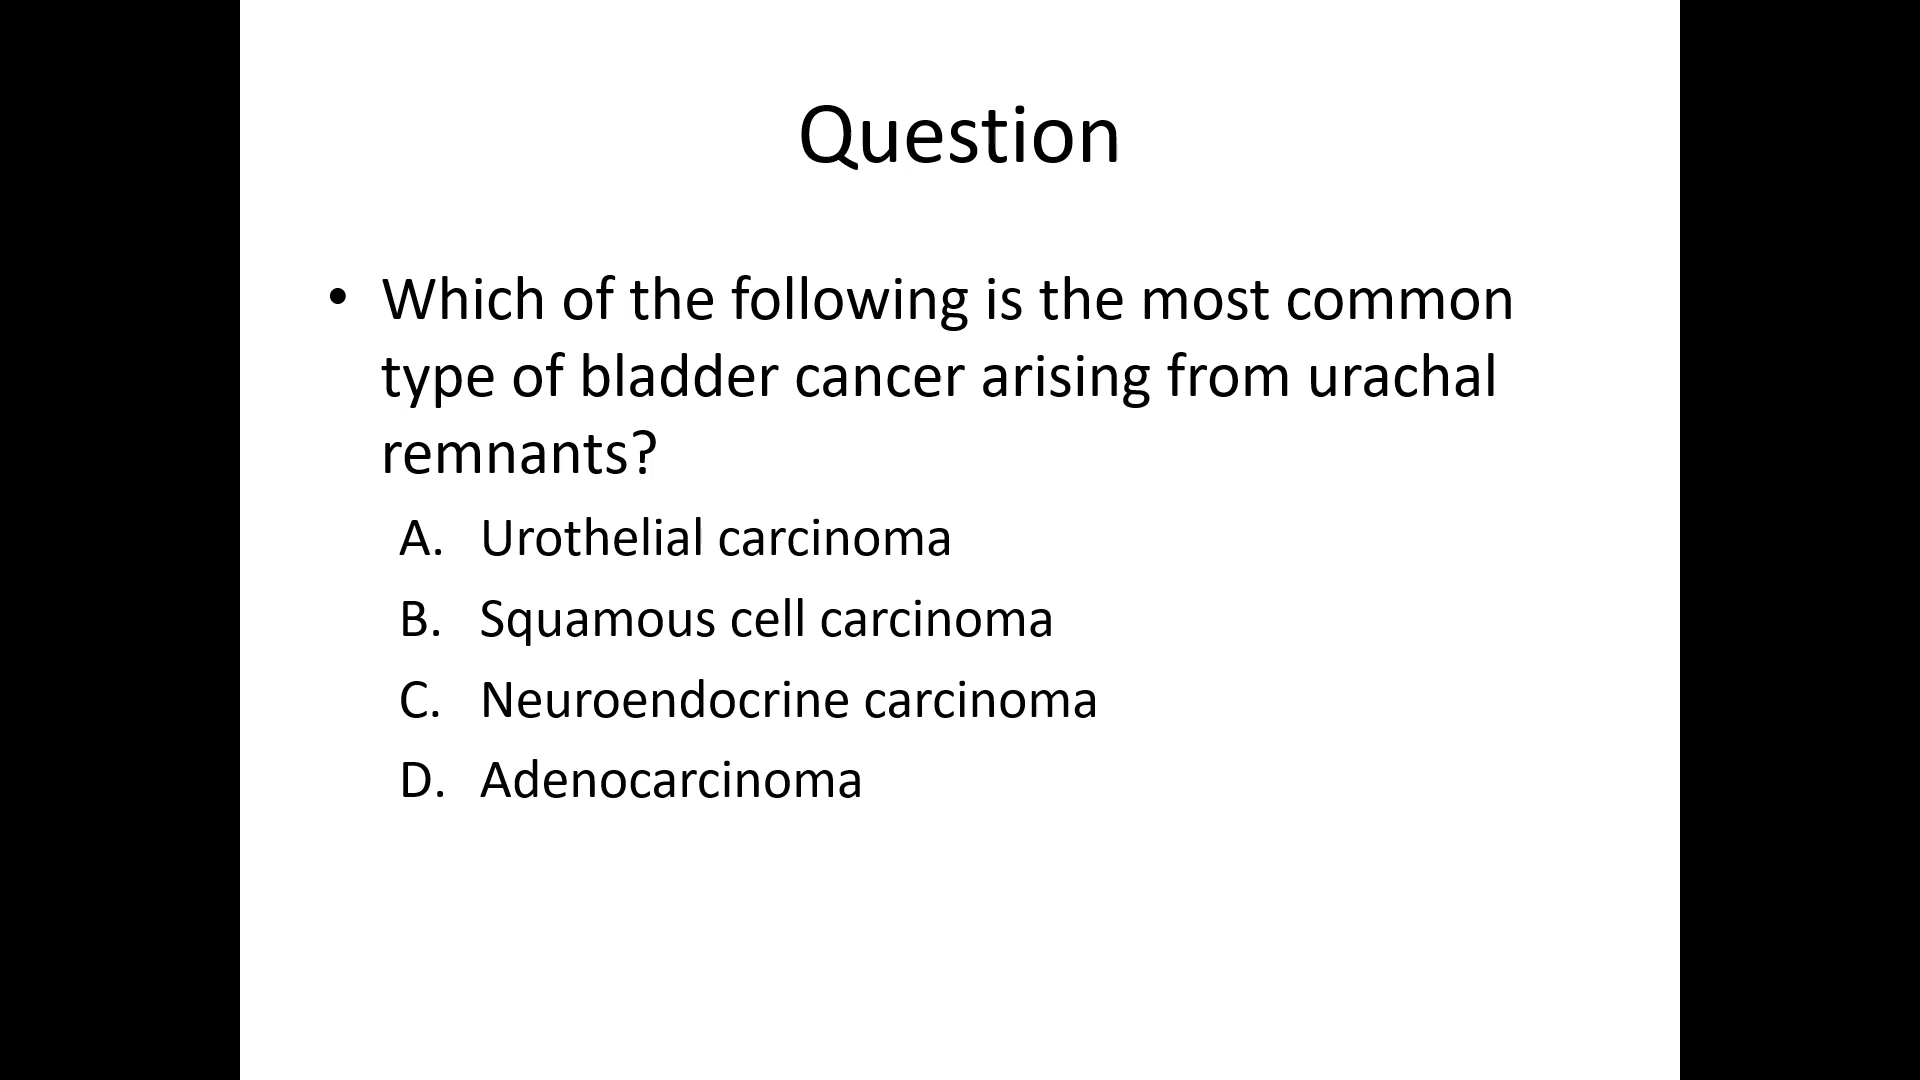 Question
• Which of the following is the most common
type of bladder cancer arising from urachal
remnants?
A. Urothelial carcinoma
B. Squamous cell carcinoma
C. Neuroendocrine carcinoma
D. Adenocarcinoma